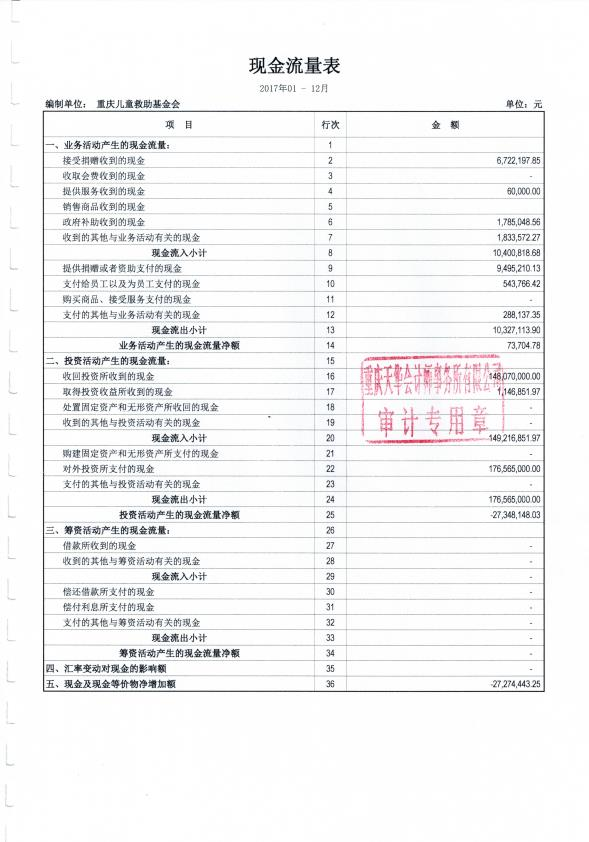 现金流量表
2017年01 - 12月
编制单位： 重庆儿童救助基金会 单位：元
项 目 行次 金 额
一、业务活动产生的现金流量： 1
接受捐赠收到的现金 2 6,722,197.85
收取会费收到的现金 3 -
提供服务收到的现金 4 60,000.00
销售商品收到的现金 5
政府补助收到的现金 6 1,785,048.56
收到的其他与业务活动有关的现金 7 1,833,572.27
现金流入小计 8 10,400,818.68
提供捐赠或者资助支付的现金 9 9,495,210.13
支付给员工以及为员工支付的现金 10 543,766.42
购买商品、接受服务支付的现金 11 -
支付的其他与业务活动有关的现金 12 288,137.35
现金流出小计 13 10,327,113.90
业务活动产生的现金流量净额 14 73,704.78
二、投资活动产生的现金流量： 15
收回投资所收到的现金 16 148,070,000.00
取得投资收益所收到的现金 17 1,146,851.97
处置固定资产和无形资产所收回的现金 18 -
收到的其他与投资活动有关的现金 19 -
现金流入小计 20 149,216,851.97
购建固定资产和无形资产所支付的现金 21 -
对外投资所支付的现金 22 176,565,000.00
支付的其他与投资活动有关的现金 23 -
现金流出小计 24 176,565,000.00
投资活动产生的现金流量净额 25 -27,348,148.03
三、筹资活动产生的现金流量： 26
借款所收到的现金 27 -
收到的其他与筹资活动有关的现金 28 -
现金流入小计 29 -
偿还借款所支付的现金 30 -
偿付利息所支付的现金 31 -
支付的其他与筹资活动有关的现金 32 -
现金流出小计 33 -
筹资活动产生的现金流量净额 34 -
四、汇率变动对现金的影响额 35 -
五、现金及现金等价物净增加额 36 -27,274,443.25
重庆天华会计师事务所有限公司
审计专用章